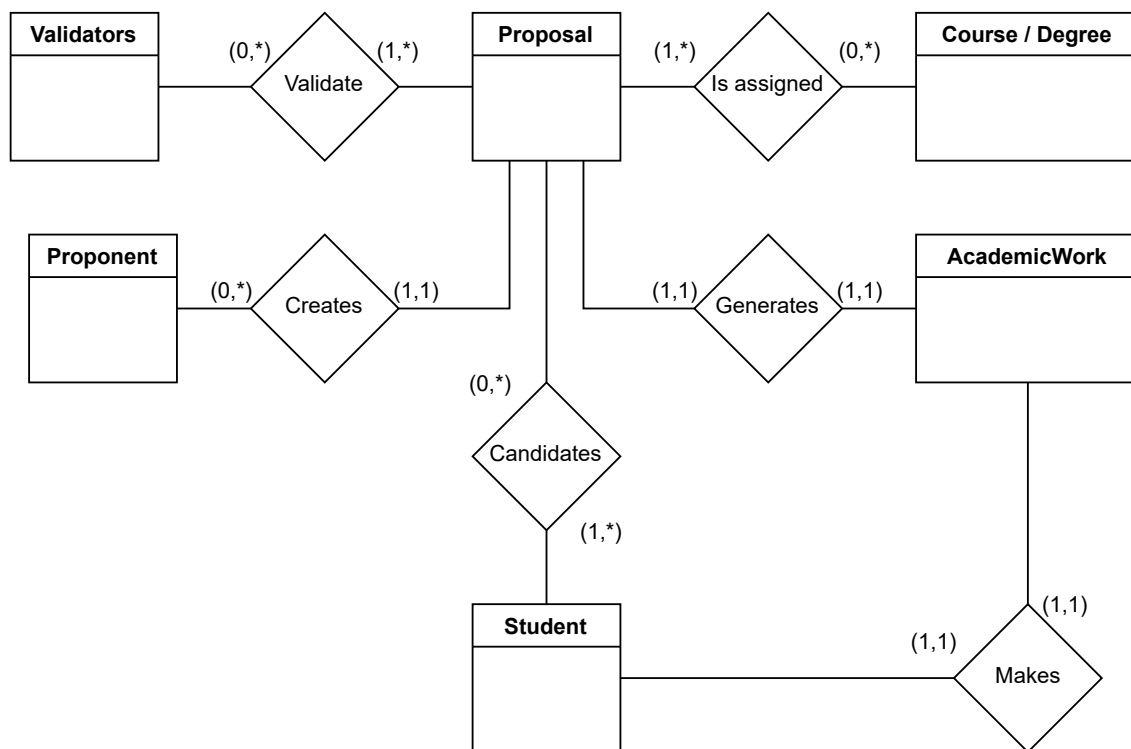 Validators
(0,*)
Validate
(1,*)
Proposal
(1,*)
Is assigned
(0,*)
Course / Degree
Proponent
(0,*)
Creates
(1,1)
(1,1)
Generates
(1,1)
AcademicWork
(0,*)
Candidates
(1,*)
Student
(1,1)
(1,1)
Makes